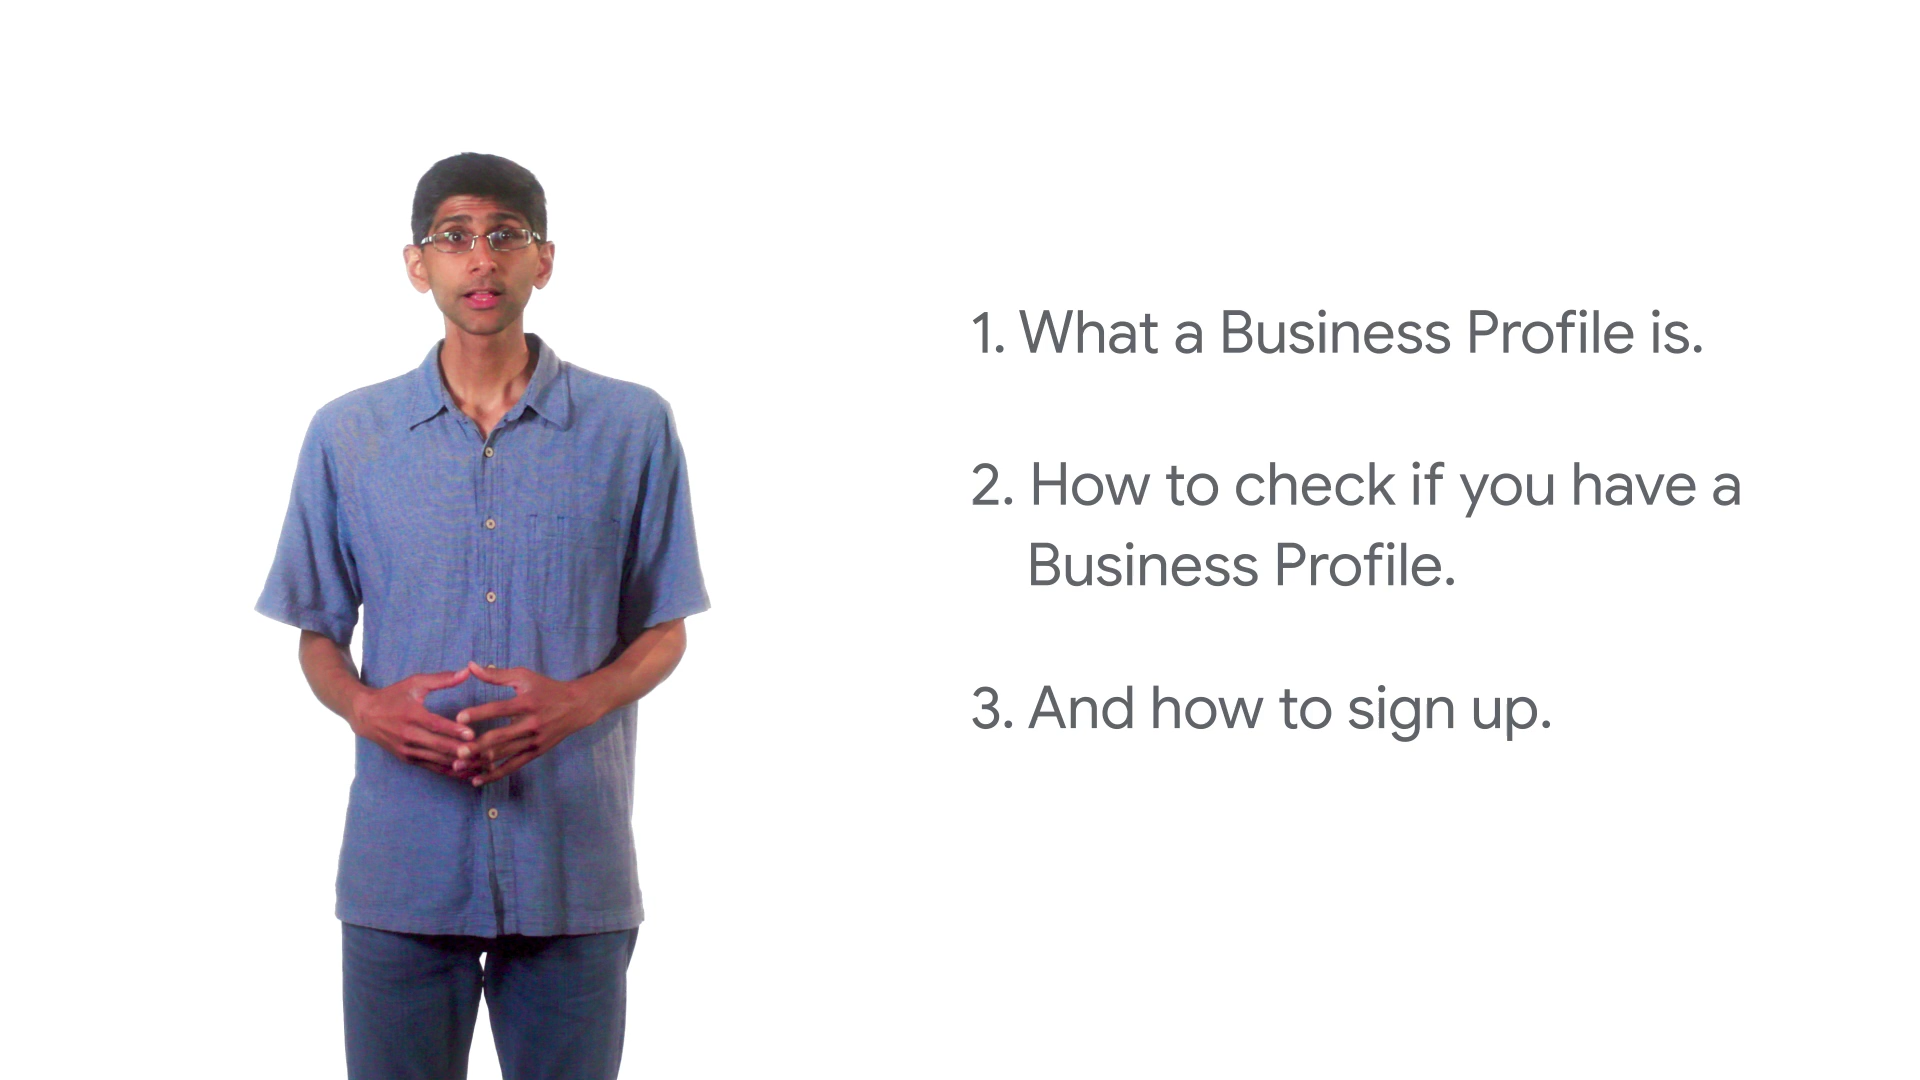 1. What a Business Profile is.
2. How to check if you have a
Business Profile.
3. And how to sign up.